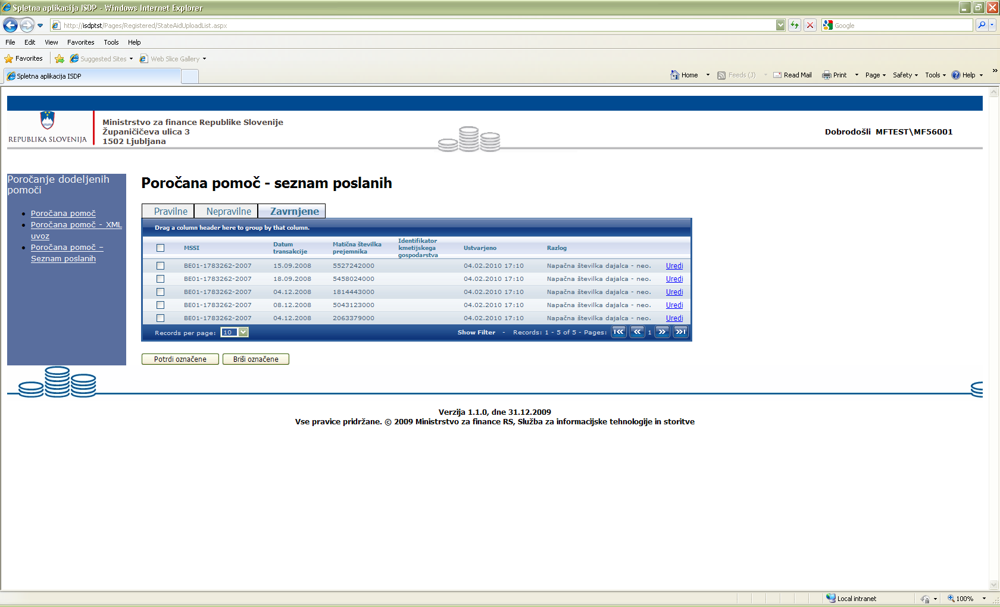 Spletna aplikacija ISDP - Windows Internet Explorer
http://isdptst/Pages/Registered/StateAidUploadList.aspx
Google
File Edit View Favorites Tools Help
Favorites Suggested Sites Web Slice Gallery
Spletna aplikacija ISDP
Home Feeds (J) Read Mail Print Page Safety Tools Help »
REPUBLIKA SLOVENIJA
Ministrstvo za finance Republike Slovenije
Župančičeva ulica 3
1502 Ljubljana
Dobrodošli MFTEST\MF56001
Poročanje dodeljenih
pomoči
Poročana pomoč
Poročana pomoč - XML
uvoz
Poročana pomoč –
Seznam poslanih
Poročana pomoč - seznam poslanih
Pravilne Nepravilne Zavrnjene
Drag a column header here to group by that column.
MSSI Datum transakcije Matična številka prejemnika Identifikator kmetijskega gospodarstva Ustvarjeno Razlog
BE01-1783262-2007 15.09.2008 5527242000 04.02.2010 17:10 Napačna številka dajalca - neo. Uredi
BE01-1783262-2007 18.09.2008 5458024000 04.02.2010 17:10 Napačna številka dajalca - neo. Uredi
BE01-1783262-2007 04.12.2008 1814443000 04.02.2010 17:10 Napačna številka dajalca - neo. Uredi
BE01-1783262-2007 08.12.2008 5043123000 04.02.2010 17:10 Napačna številka dajalca - neo. Uredi
BE01-1783262-2007 04.12.2008 2063379000 04.02.2010 17:10 Napačna številka dajalca - neo. Uredi
Records per page: 10 Show Filter - Records: 1 - 5 of 5 - Pages: 1
Potrdi označene Briši označene
Verzija 1.1.0, dne 31.12.2009
Vse pravice pridržane. © 2009 Ministrstvo za finance RS, Služba za informacijske tehnologije in storitve
Local intranet 100%